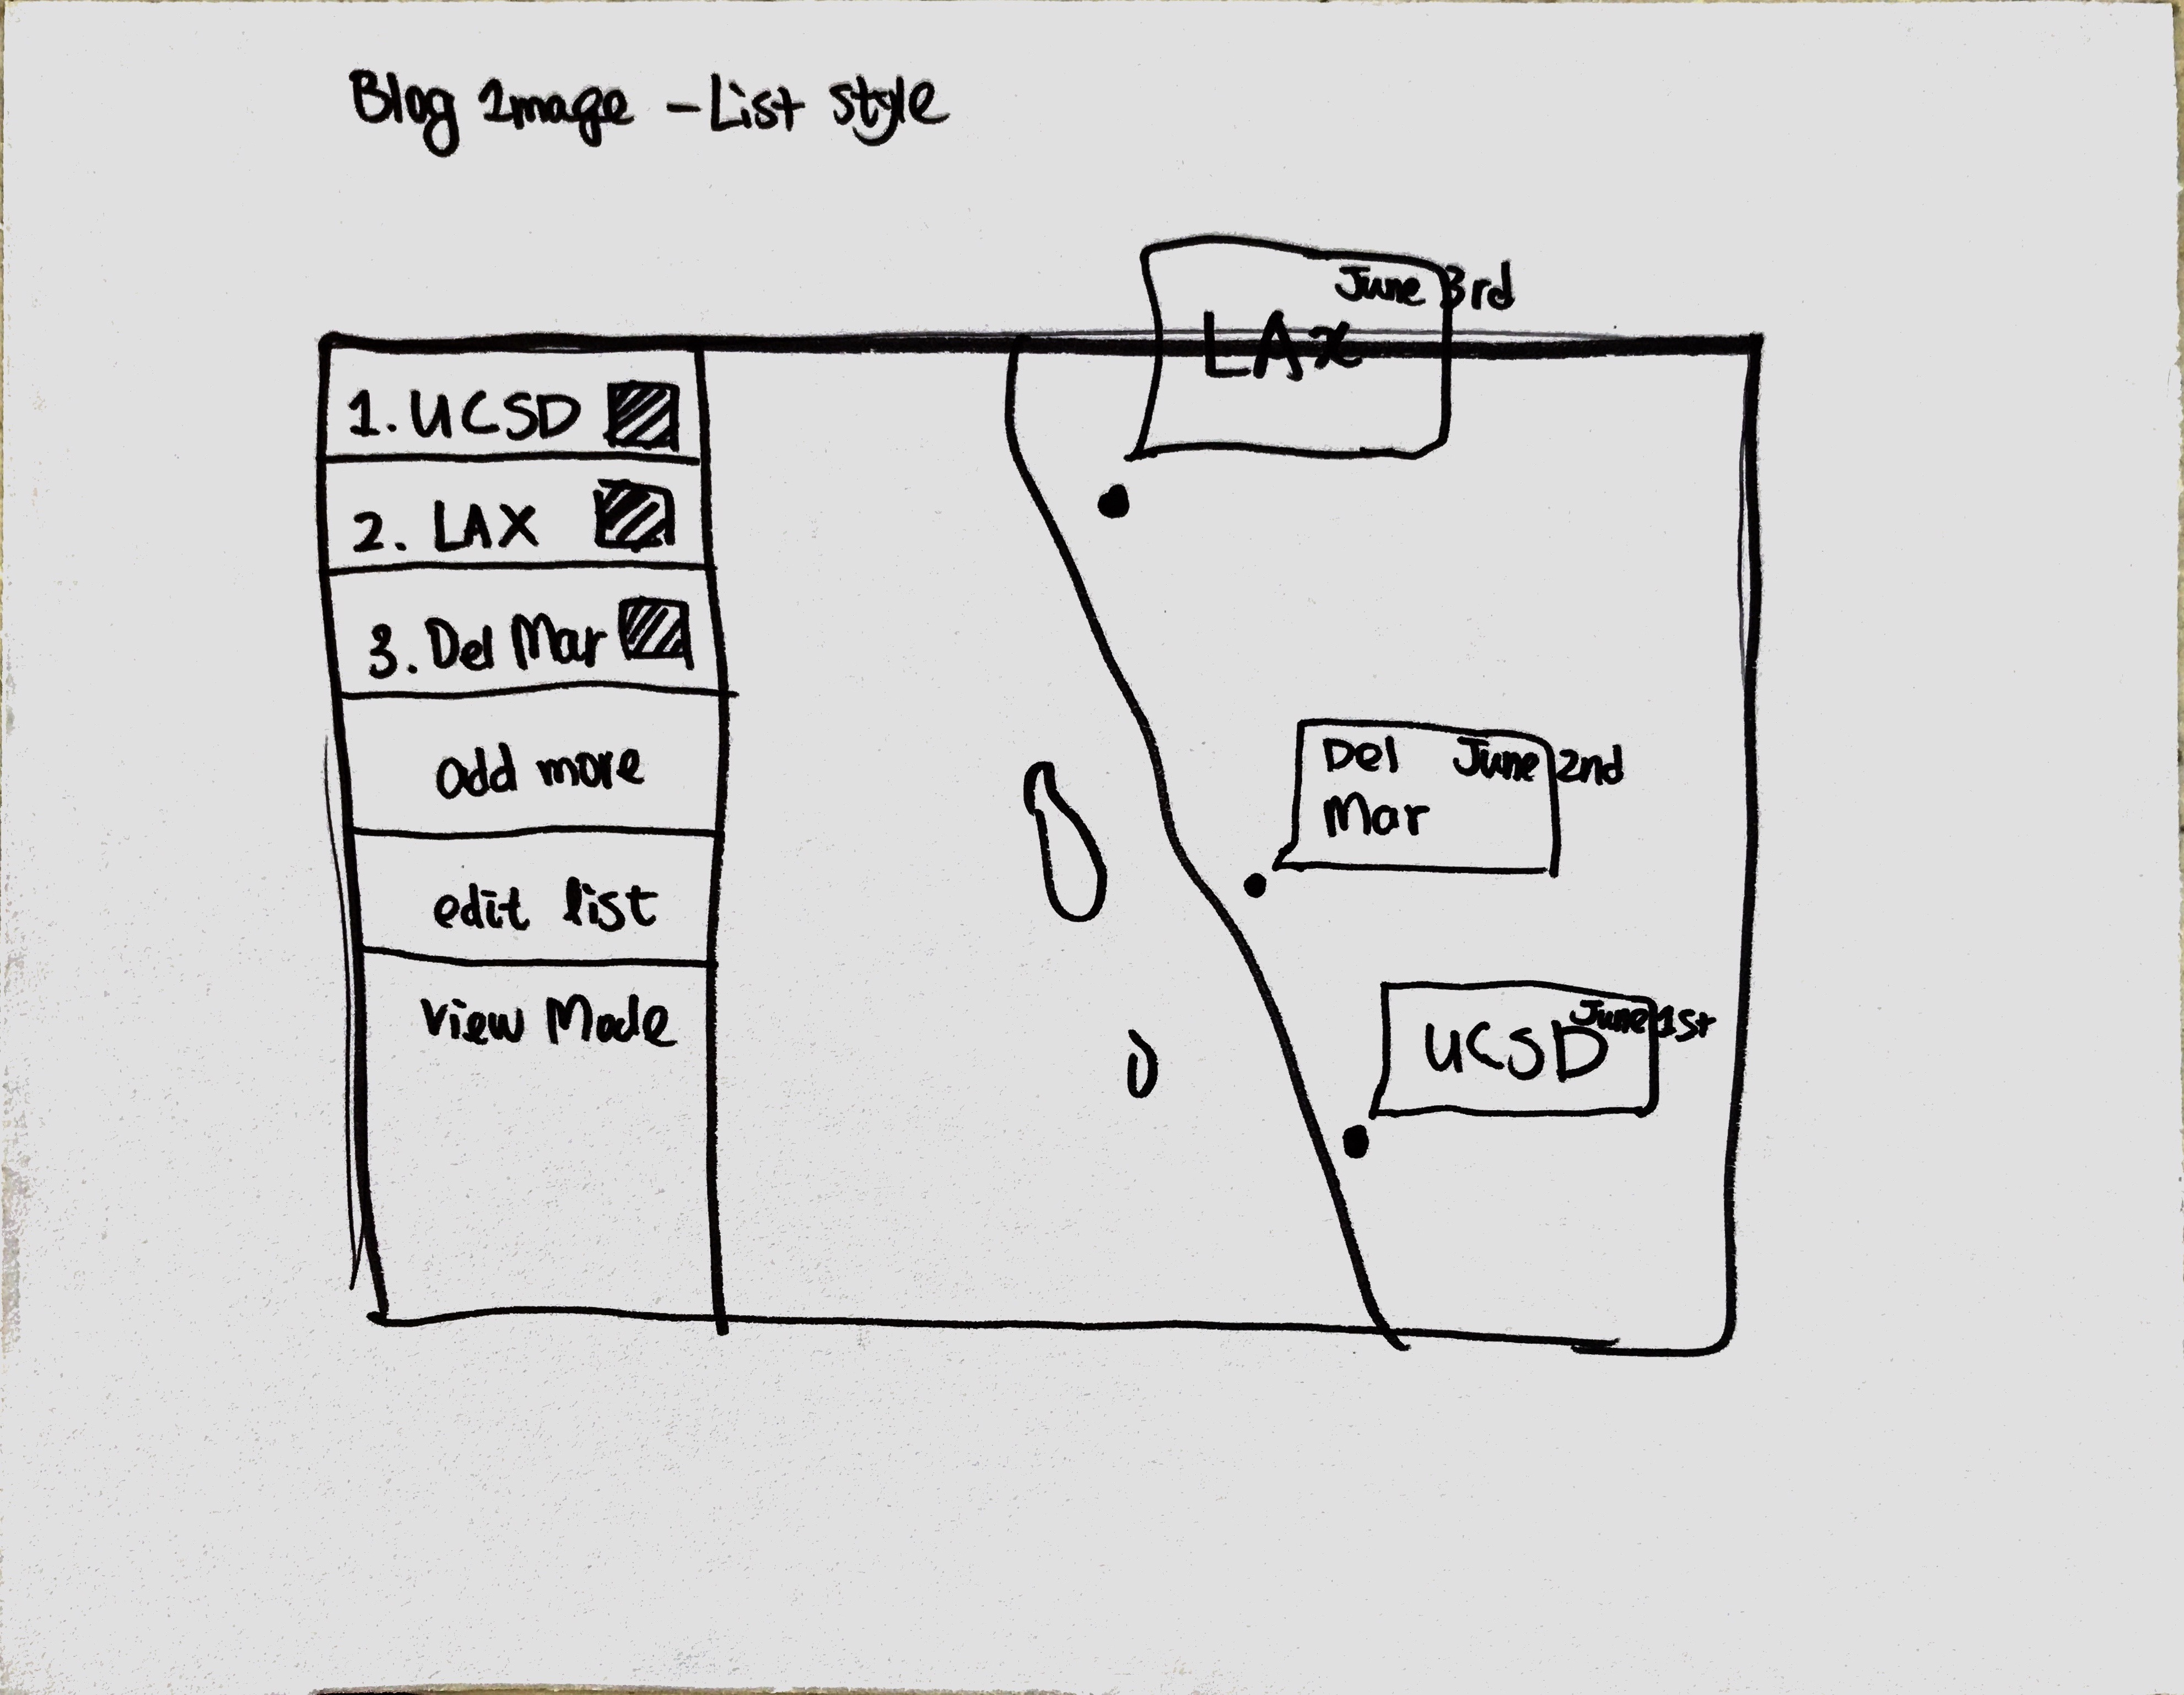 Blog Image - List style
June 3rd
LAX
1. UCSD
2. LAX
3. Del Mar
add more
edit list
View Mode
Del June 2nd
Mar
June 1st
UCSD